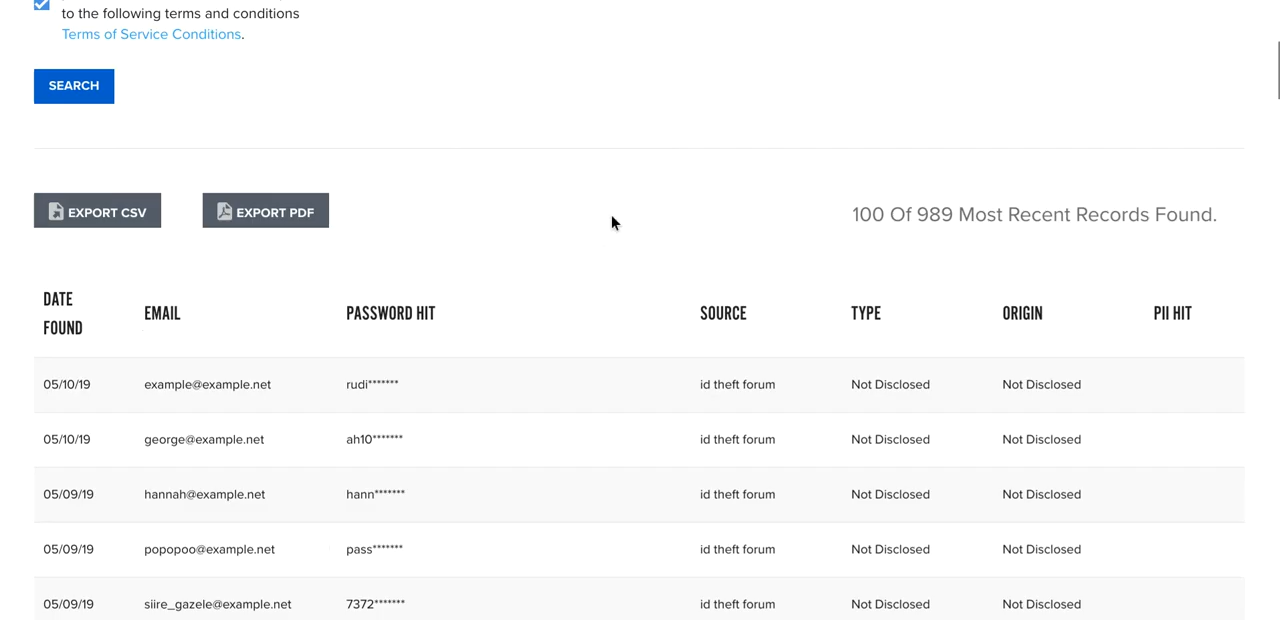 to the following terms and conditions
Terms of Service Conditions.
SEARCH
EXPORT CSV EXPORT PDF 100 Of 989 Most Recent Records Found.
DATE FOUND EMAIL PASSWORD HIT SOURCE TYPE ORIGIN PII HIT
05/10/19 example@example.net rudi******* id theft forum Not Disclosed Not Disclosed
05/10/19 george@example.net ah10******* id theft forum Not Disclosed Not Disclosed
05/09/19 hannah@example.net hann******* id theft forum Not Disclosed Not Disclosed
05/09/19 popopoo@example.net pass******* id theft forum Not Disclosed Not Disclosed
05/09/19 siire_gazele@example.net 7372******* id theft forum Not Disclosed Not Disclosed